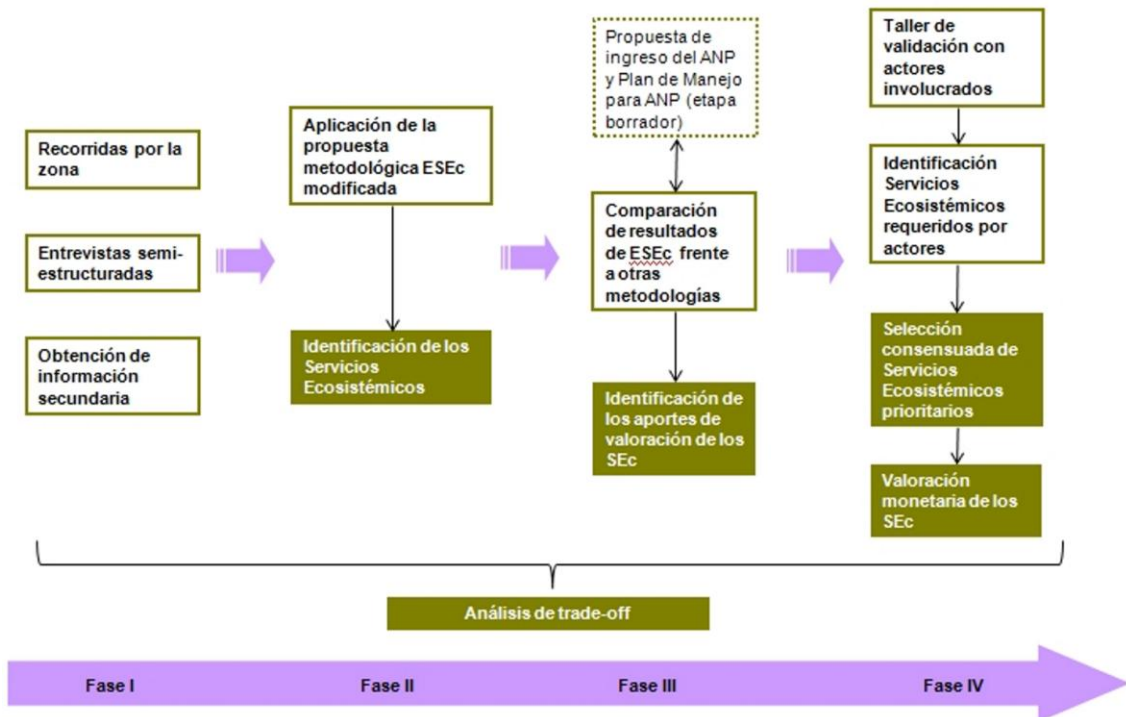 Recorridas por la
zona
Entrevistas semi-
estructuradas
Obtención de
información
secundaria
Aplicación de la
propuesta
metodológica ESEc
modificada
Identificación de los
Servicios
Ecosistémicos
Propuesta de
ingreso del ANP
y Plan de Manejo
para ANP (etapa
borrador)
Comparación
de resultados
de ESEc frente
a otras
metodologías
Identificación de
los aportes de
valoración de los
SEc
Taller de
validación con
actores
involucrados
Identificación
Servicios
Ecosistémicos
requeridos por
actores
Selección
consensuada de
Servicios
Ecosistémicos
prioritarios
Valoración
monetaria de los
SEc
Análisis de trade-off
Fase I
Fase II
Fase III
Fase IV